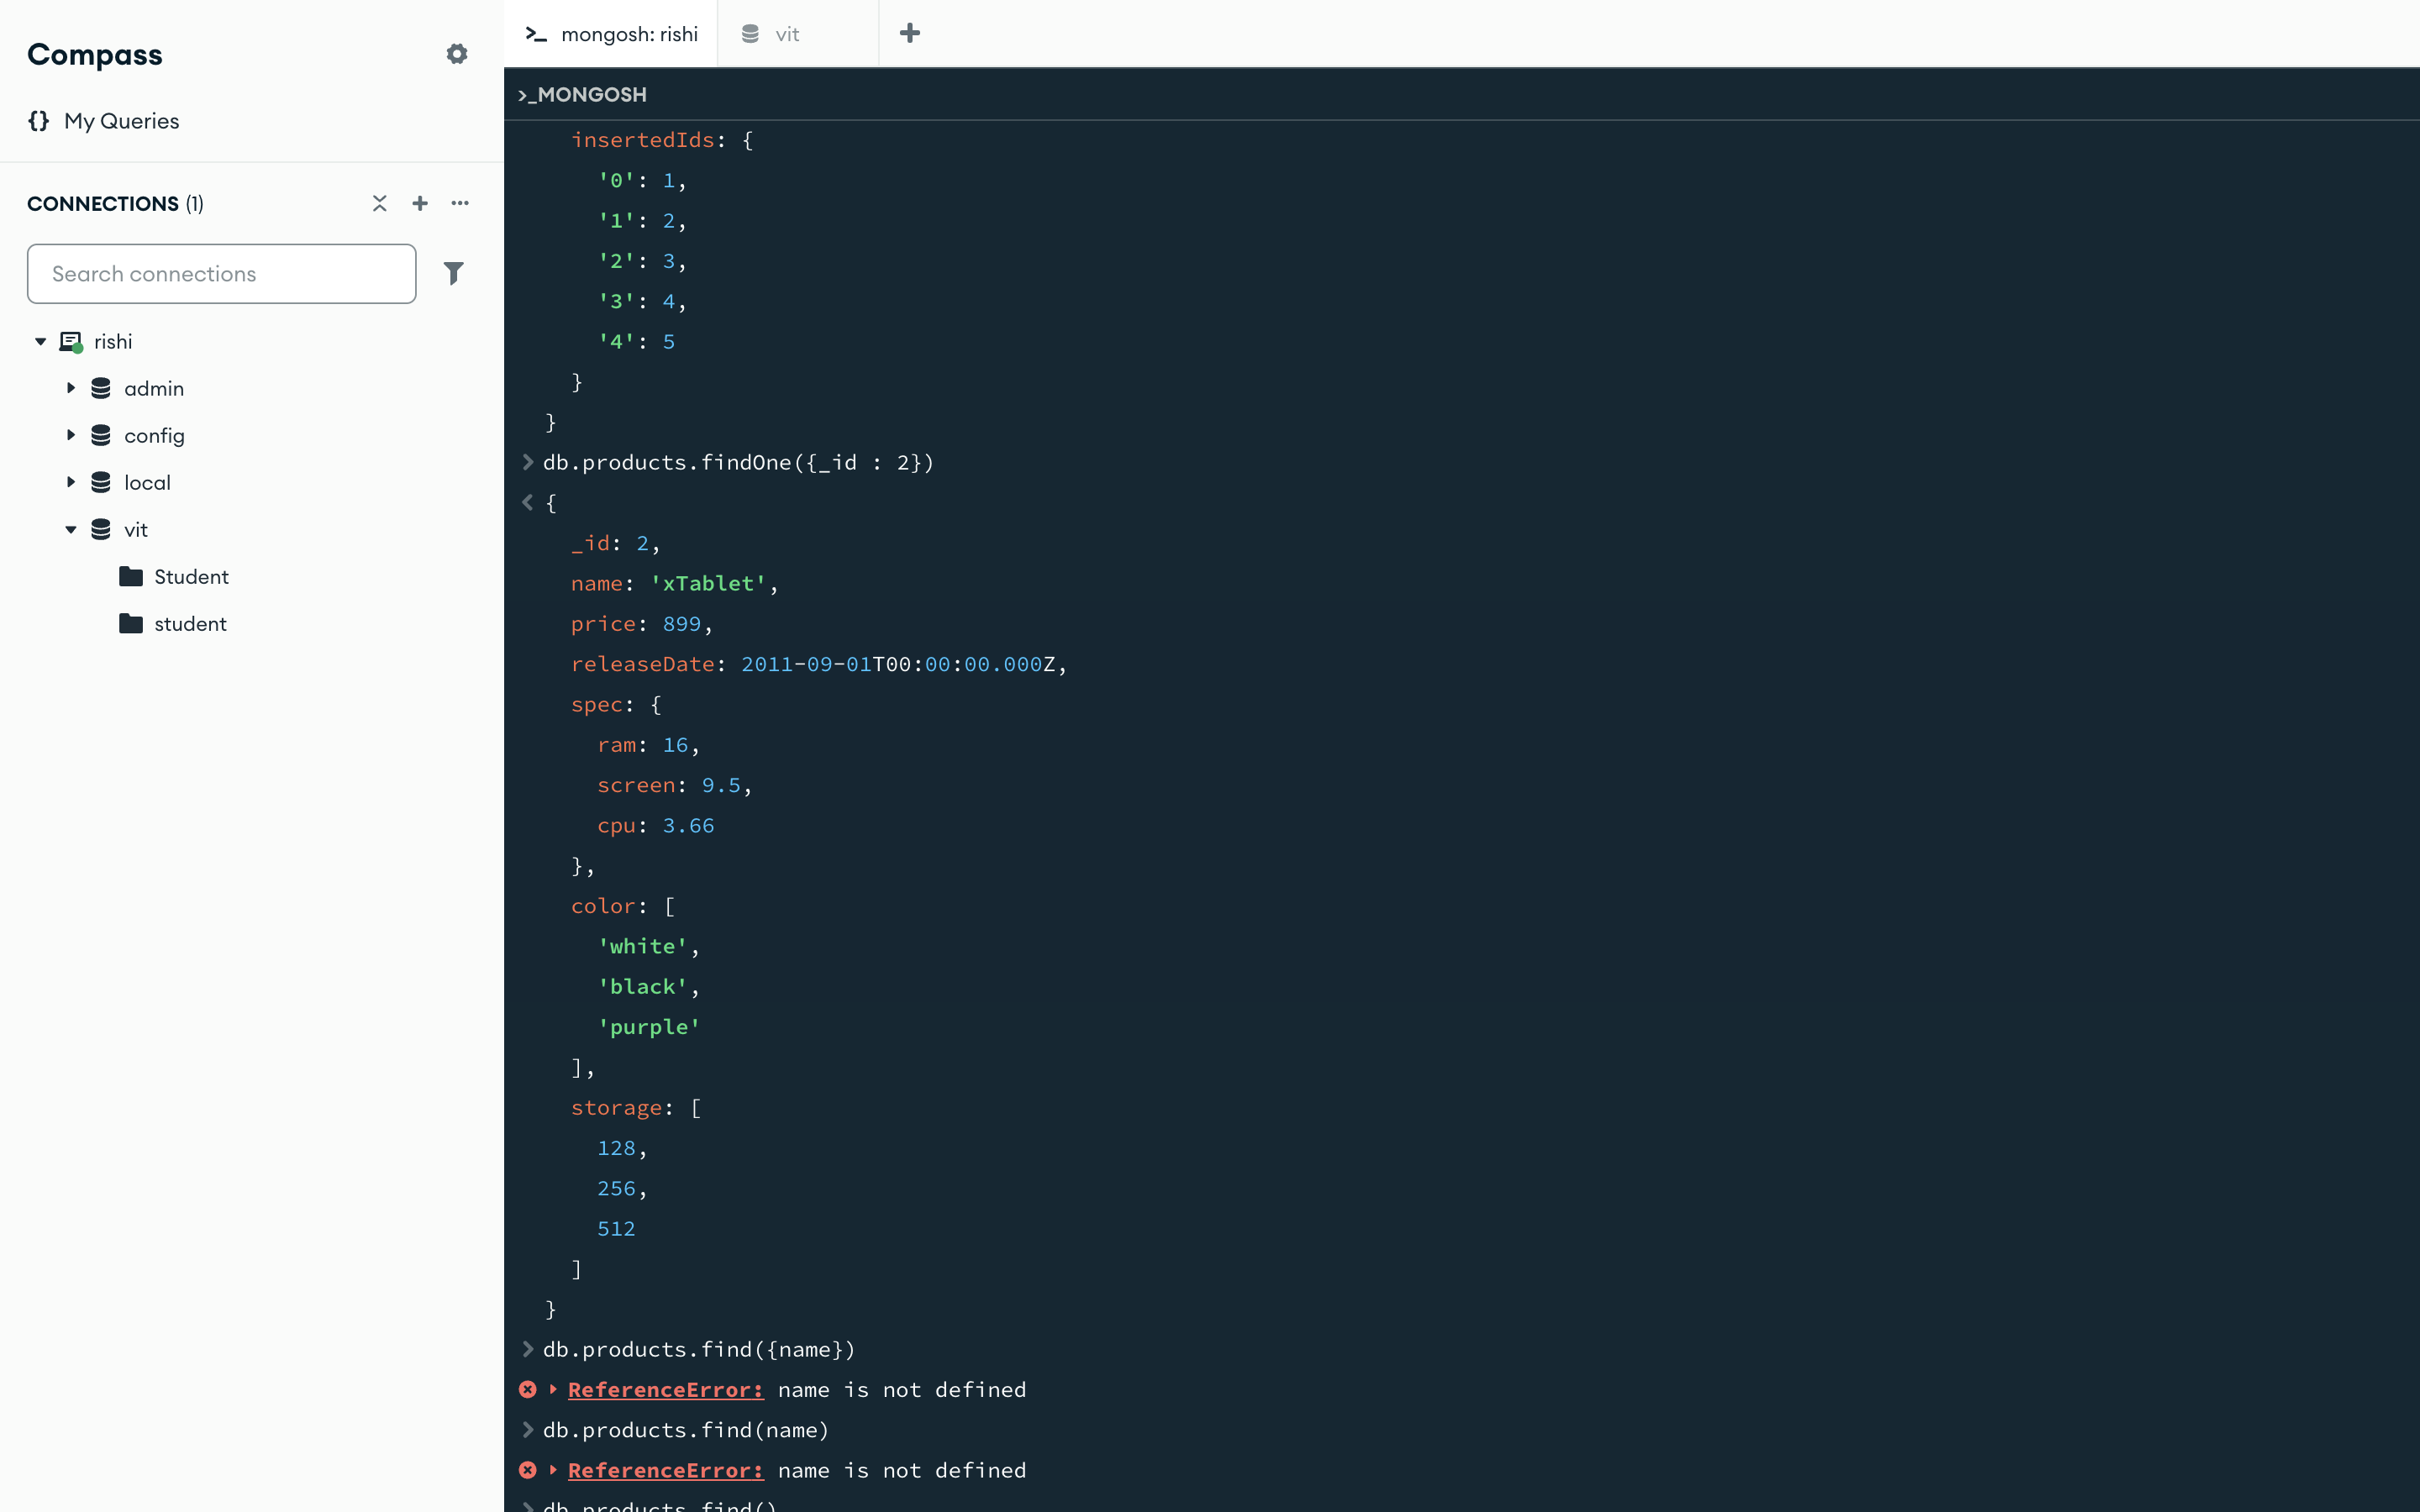 Compass
My Queries
CONNECTIONS (1)
Search connections
rishi
admin
config
local
vit
Student
student
mongosh: rishi
vit
>_MONGOSH
insertedIds: {
'0': 1,
'1': 2,
'2': 3,
'3': 4,
'4': 5
}
}
db.products.findOne({_id : 2})
{
_id: 2,
name: 'xTablet',
price: 899,
releaseDate: 2011-09-01T00:00:00.000Z,
spec: {
ram: 16,
screen: 9.5,
cpu: 3.66
},
color: [
'white',
'black',
'purple'
],
storage: [
128,
256,
512
]
}
db.products.find({name})
ReferenceError: name is not defined
db.products.find(name)
ReferenceError: name is not defined
db.products.find()